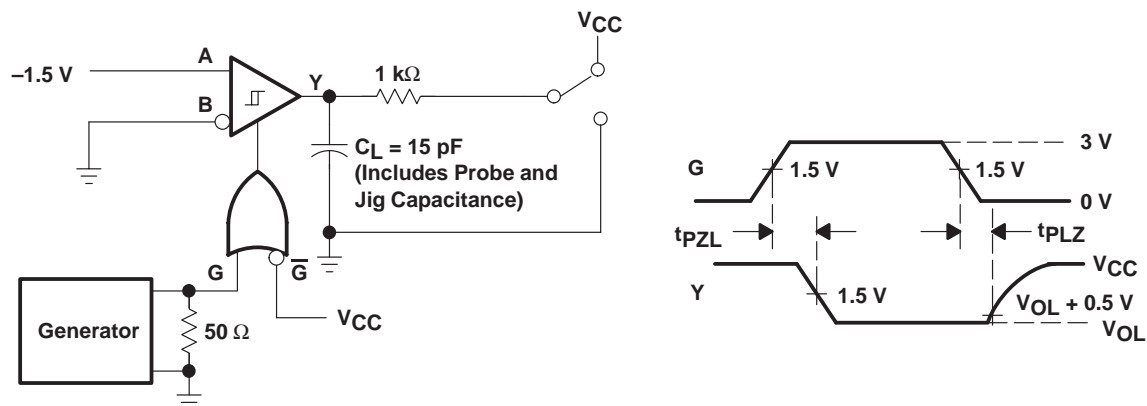 VCC
A
–1.5 V
Y
1 kΩ
B
CL = 15 pF
(Includes Probe and
Jig Capacitance)
G
G̅
Generator
50 Ω
VCC
3 V
G
1.5 V
1.5 V
0 V
tPZL
tPLZ
VCC
Y
1.5 V
VOL + 0.5 V
VOL